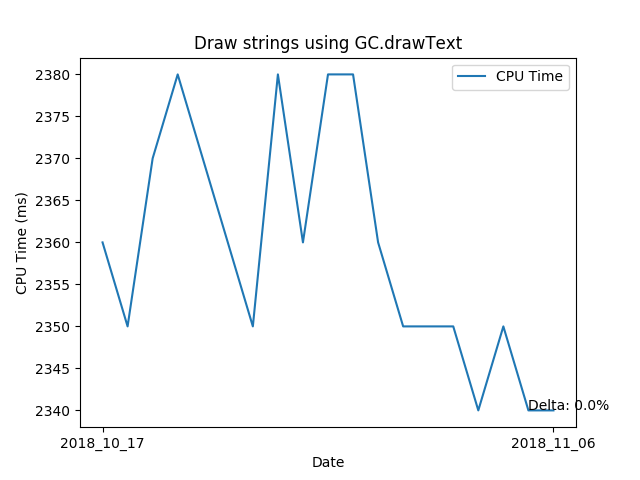 Draw strings using GC.drawText
CPU Time
2380
2375
2370
2365
2360
2355
2350
2345
2340
CPU Time (ms)
Delta: 0.0%
2018_10_17
2018_11_06
Date